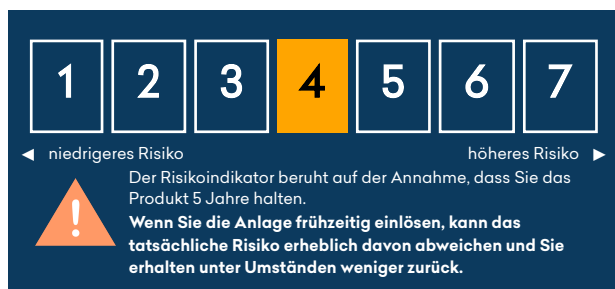 1 2 3 4 5 6 7
◄ niedrigeres Risiko höheres Risiko ►
Der Risikoindikator beruht auf der Annahme, dass Sie das
Produkt 5 Jahre halten.
Wenn Sie die Anlage frühzeitig einlösen, kann das
tatsächliche Risiko erheblich davon abweichen und Sie
erhalten unter Umständen weniger zurück.